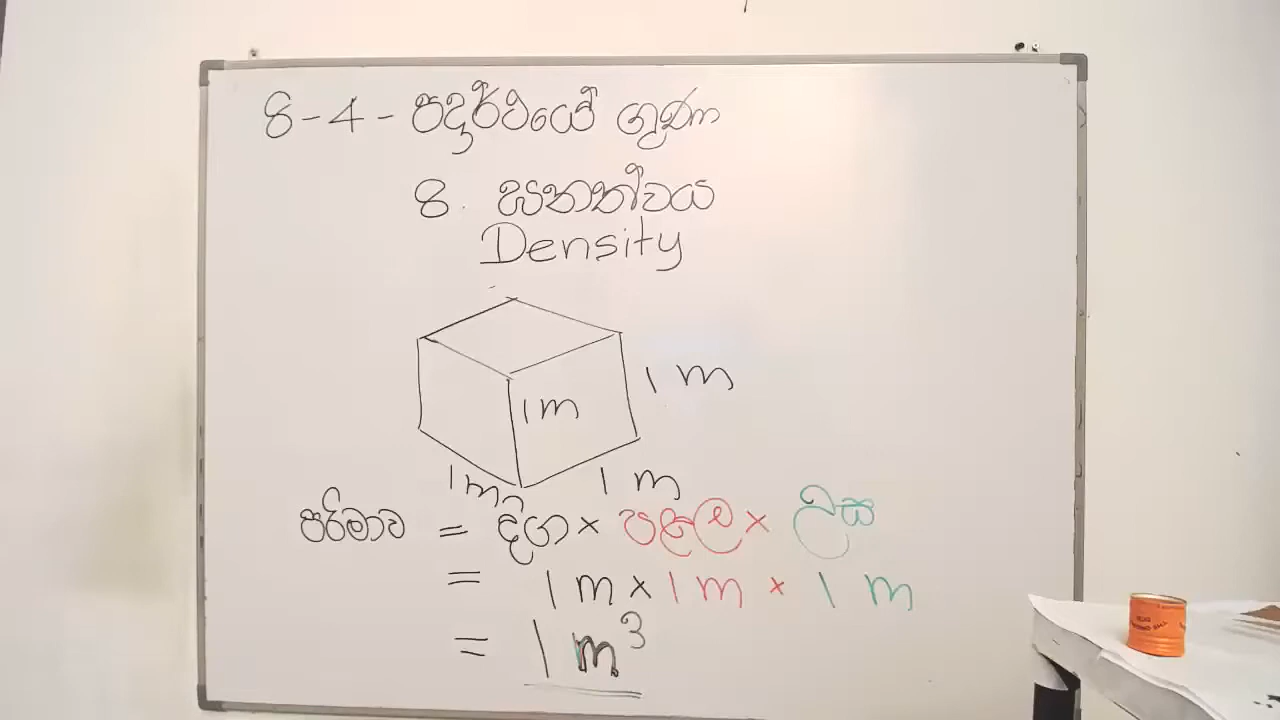 8-4- පදාර්ථයේ ගුණ
8. ඝනත්වය
Density
1 m
1m
1m
1 m
පරිමාව = දිග × පළල × උස
= 1 m × 1 m × 1 m
= 1 m³